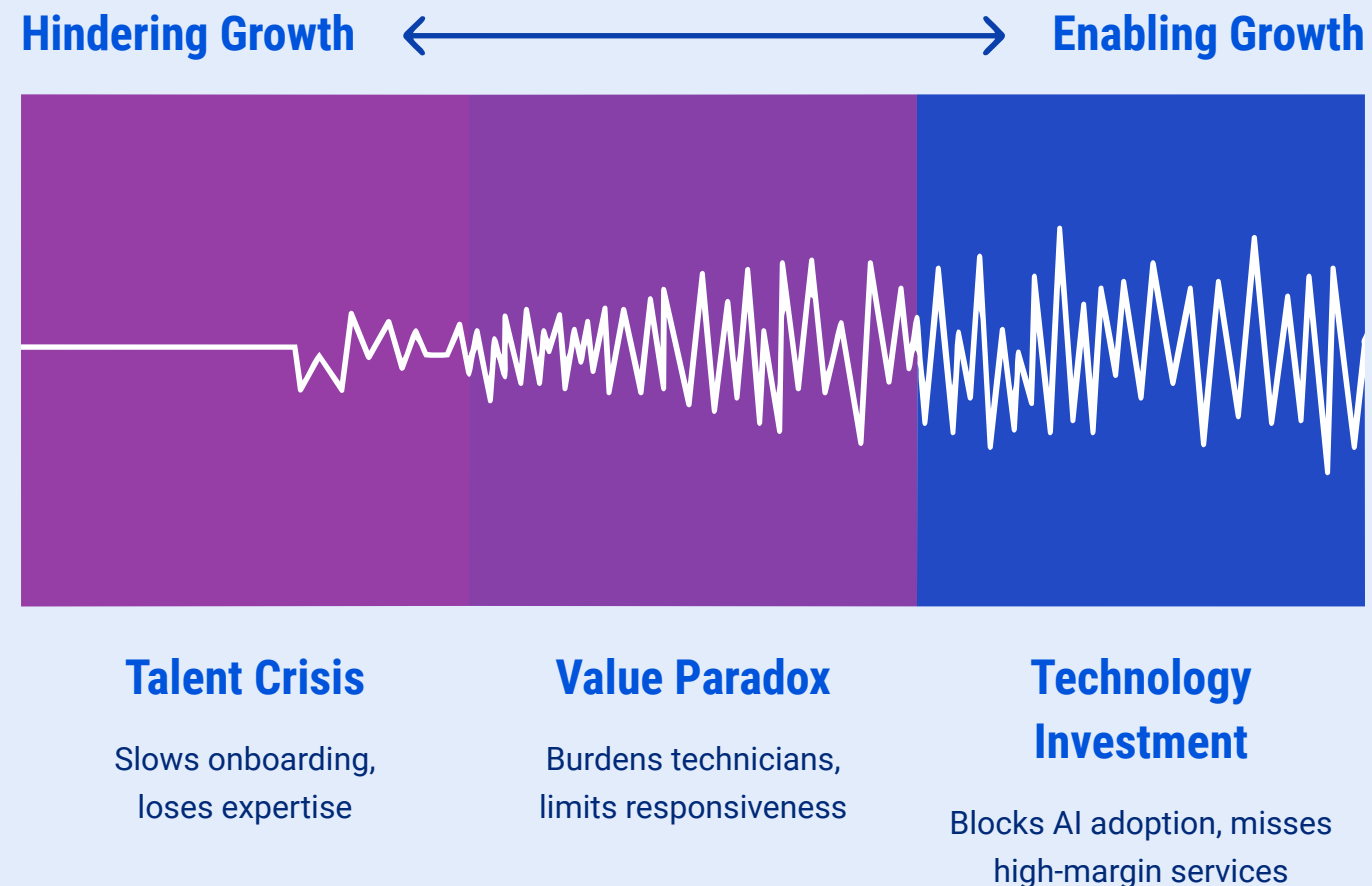 Hindering Growth
Enabling Growth
Talent Crisis
Slows onboarding,
loses expertise
Value Paradox
Burdens technicians,
limits responsiveness
Technology
Investment
Blocks AI adoption, misses
high-margin services